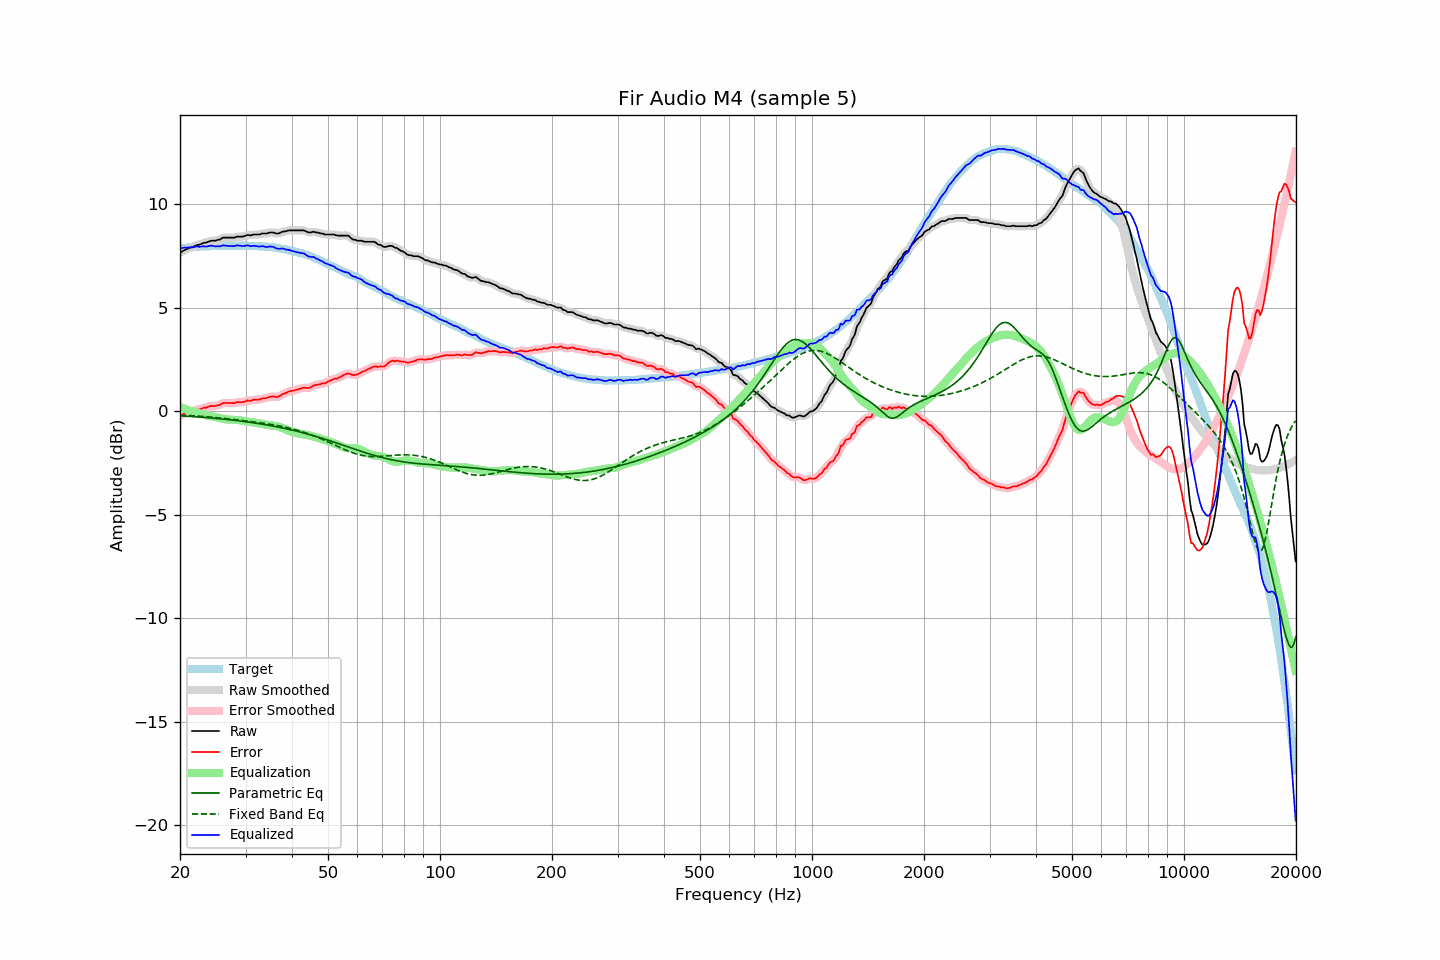 Fir Audio M4 (sample 5)
Amplitude (dBr)
10
5
0
−5
−10
−15
−20
Target
Raw Smoothed
Error Smoothed
Raw
Error
Equalization
Parametric Eq
Fixed Band Eq
Equalized
20 50 100 200 500 1000 2000 5000 10000 20000
Frequency (Hz)